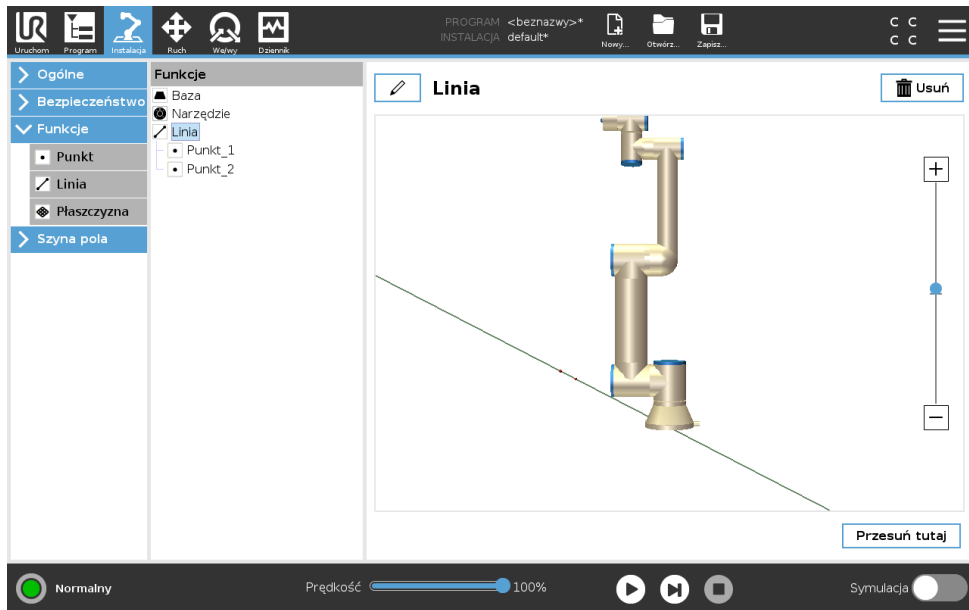 UR
Uruchom
Program
Instalacja
Ruch
We/wy
Dziennik
PROGRAM <beznazwy>*
INSTALACJA default*
Nowy...
Otwórz...
Zapisz...
C C
C C
Ogólne
Bezpieczeństwo
Funkcje
Punkt
Linia
Płaszczyzna
Szyna pola
Funkcje
Baza
Narzędzie
Linia
Punkt_1
Punkt_2
Linia
Usuń
Przesuń tutaj
Normalny
Prędkość
100%
Symulacja